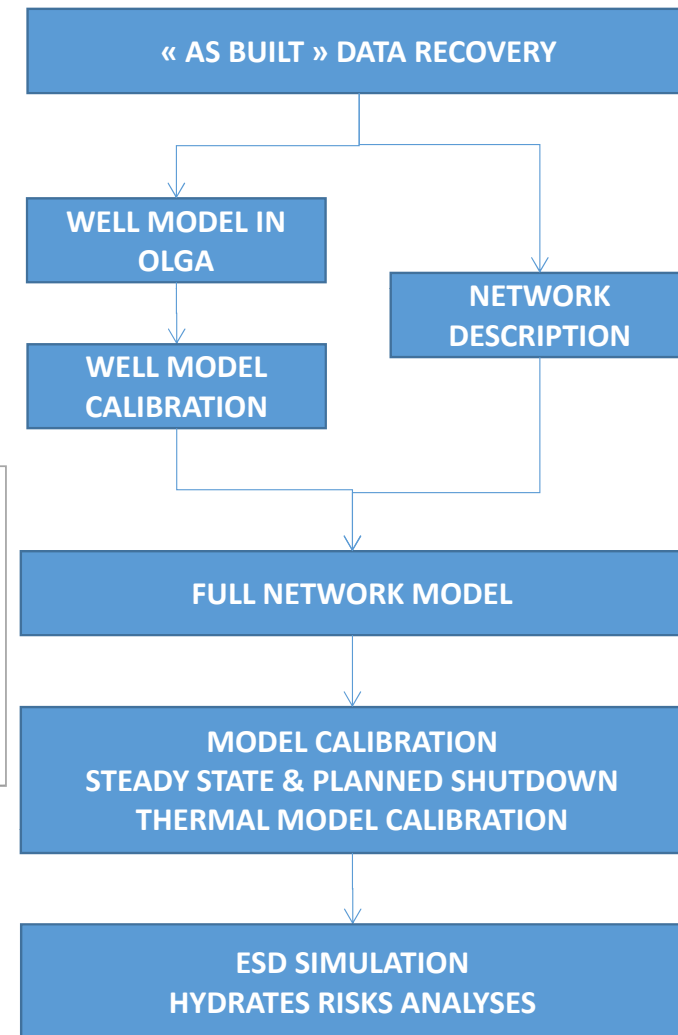 « AS BUILT » DATA RECOVERY
WELL MODEL IN
OLGA
NETWORK
DESCRIPTION
WELL MODEL
CALIBRATION
FULL NETWORK MODEL
MODEL CALIBRATION
STEADY STATE & PLANNED SHUTDOWN
THERMAL MODEL CALIBRATION
ESD SIMULATION
HYDRATES RISKS ANALYSES